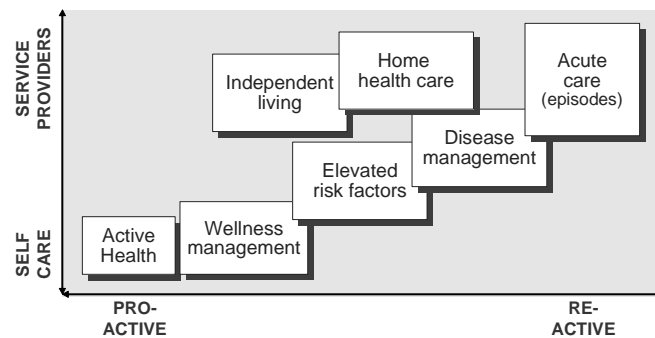 SERVICE
PROVIDERS
SELF
CARE
Independent
living
Home
health care
Acute
care
(episodes)
Disease
management
Elevated
risk factors
Wellness
management
Active
Health
PRO-
ACTIVE
RE-
ACTIVE